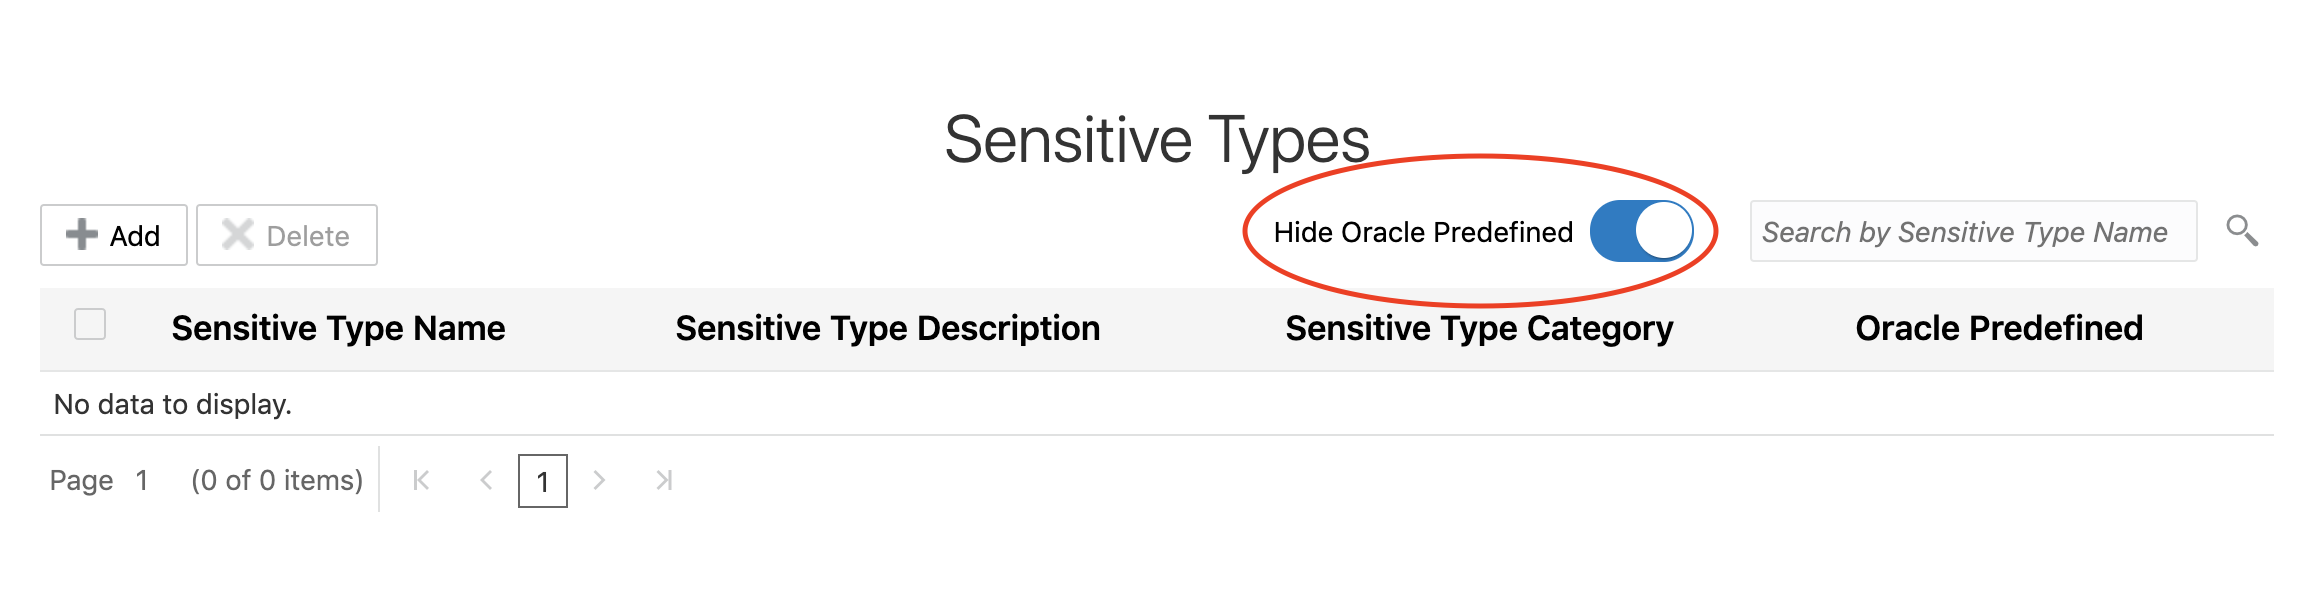 Sensitive Types
Add Delete Hide Oracle Predefined Search by Sensitive Type Name
Sensitive Type Name Sensitive Type Description Sensitive Type Category Oracle Predefined
No data to display.
Page 1 (0 of 0 items) 1